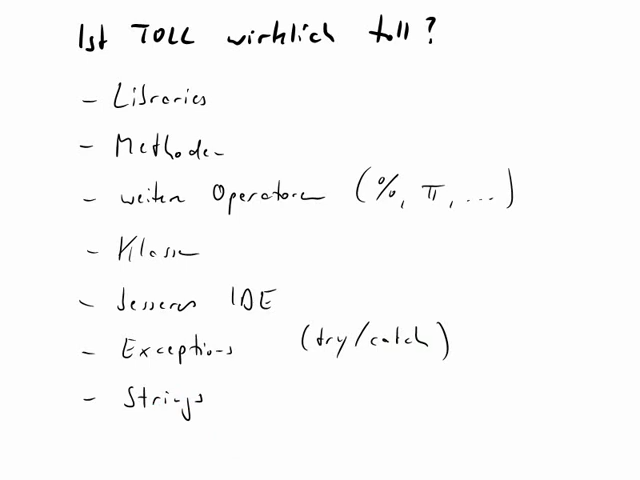 Ist TOLL wirklich toll?
- Libraries
- Methoden
- weitere Operatoren (%, π, ...)
- Klassen
- besseres IDE
- Exceptions (try/catch)
- Strings